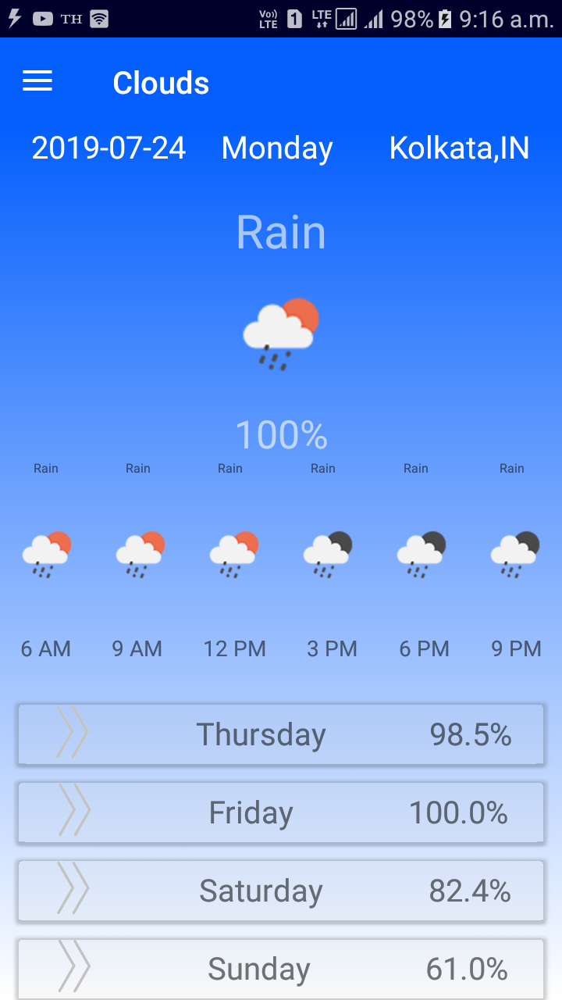 TH Vo)) LTE 1 LTE 98% 9:16 a.m.
Clouds
2019-07-24 Monday Kolkata,IN
Rain
100%
Rain Rain Rain Rain Rain Rain
6 AM 9 AM 12 PM 3 PM 6 PM 9 PM
Thursday 98.5%
Friday 100.0%
Saturday 82.4%
Sunday 61.0%